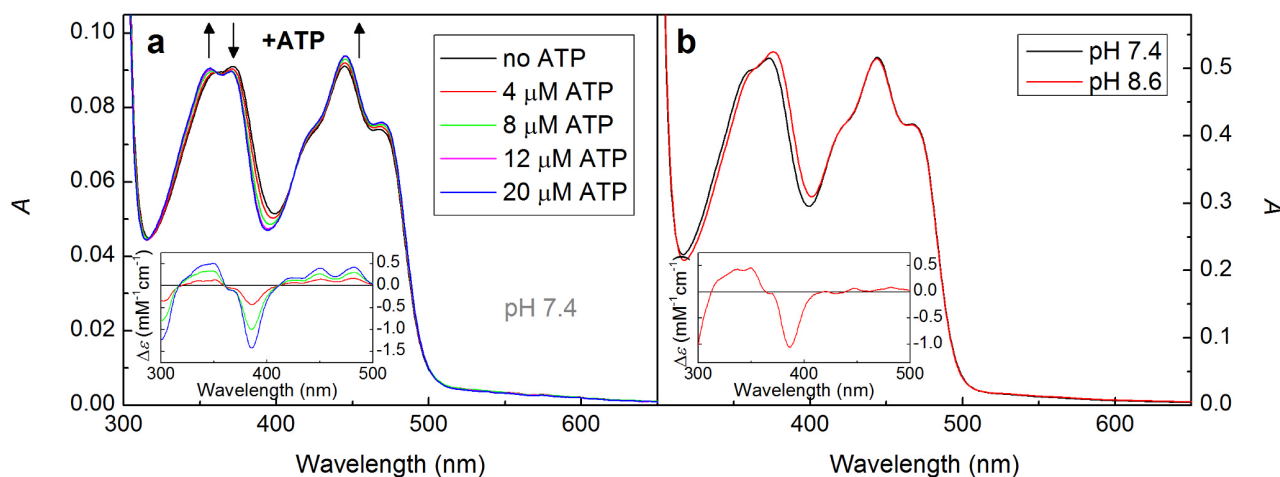 a
+ATP
no ATP
4 μM ATP
8 μM ATP
12 μM ATP
20 μM ATP
0.10
0.08
0.06
0.04
0.02
0.00
A
pH 7.4
0.5
0.0
-0.5
-1.0
-1.5
Δε (mM⁻¹ cm⁻¹)
300 400 500
Wavelength (nm)
300 400 500 600
Wavelength (nm)
b
pH 7.4
pH 8.6
0.5
0.4
0.3
0.2
0.1
0.0
A
0.5
0.0
-0.5
-1.0
Δε (mM⁻¹ cm⁻¹)
300 400 500
Wavelength (nm)
400 500 600
Wavelength (nm)